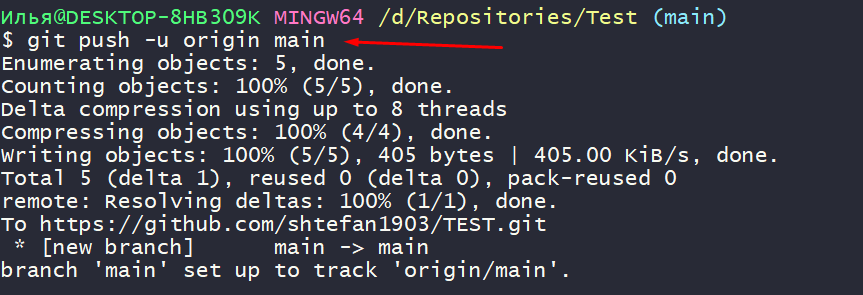 Илья@DESKTOP-8HB309K MINGW64 /d/Repositories/Test (main)
$ git push -u origin main
Enumerating objects: 5, done.
Counting objects: 100% (5/5), done.
Delta compression using up to 8 threads
Compressing objects: 100% (4/4), done.
Writing objects: 100% (5/5), 405 bytes | 405.00 KiB/s, done.
Total 5 (delta 1), reused 0 (delta 0), pack-reused 0
remote: Resolving deltas: 100% (1/1), done.
To https://github.com/shtefan1903/TEST.git
 * [new branch]      main -> main
branch 'main' set up to track 'origin/main'.